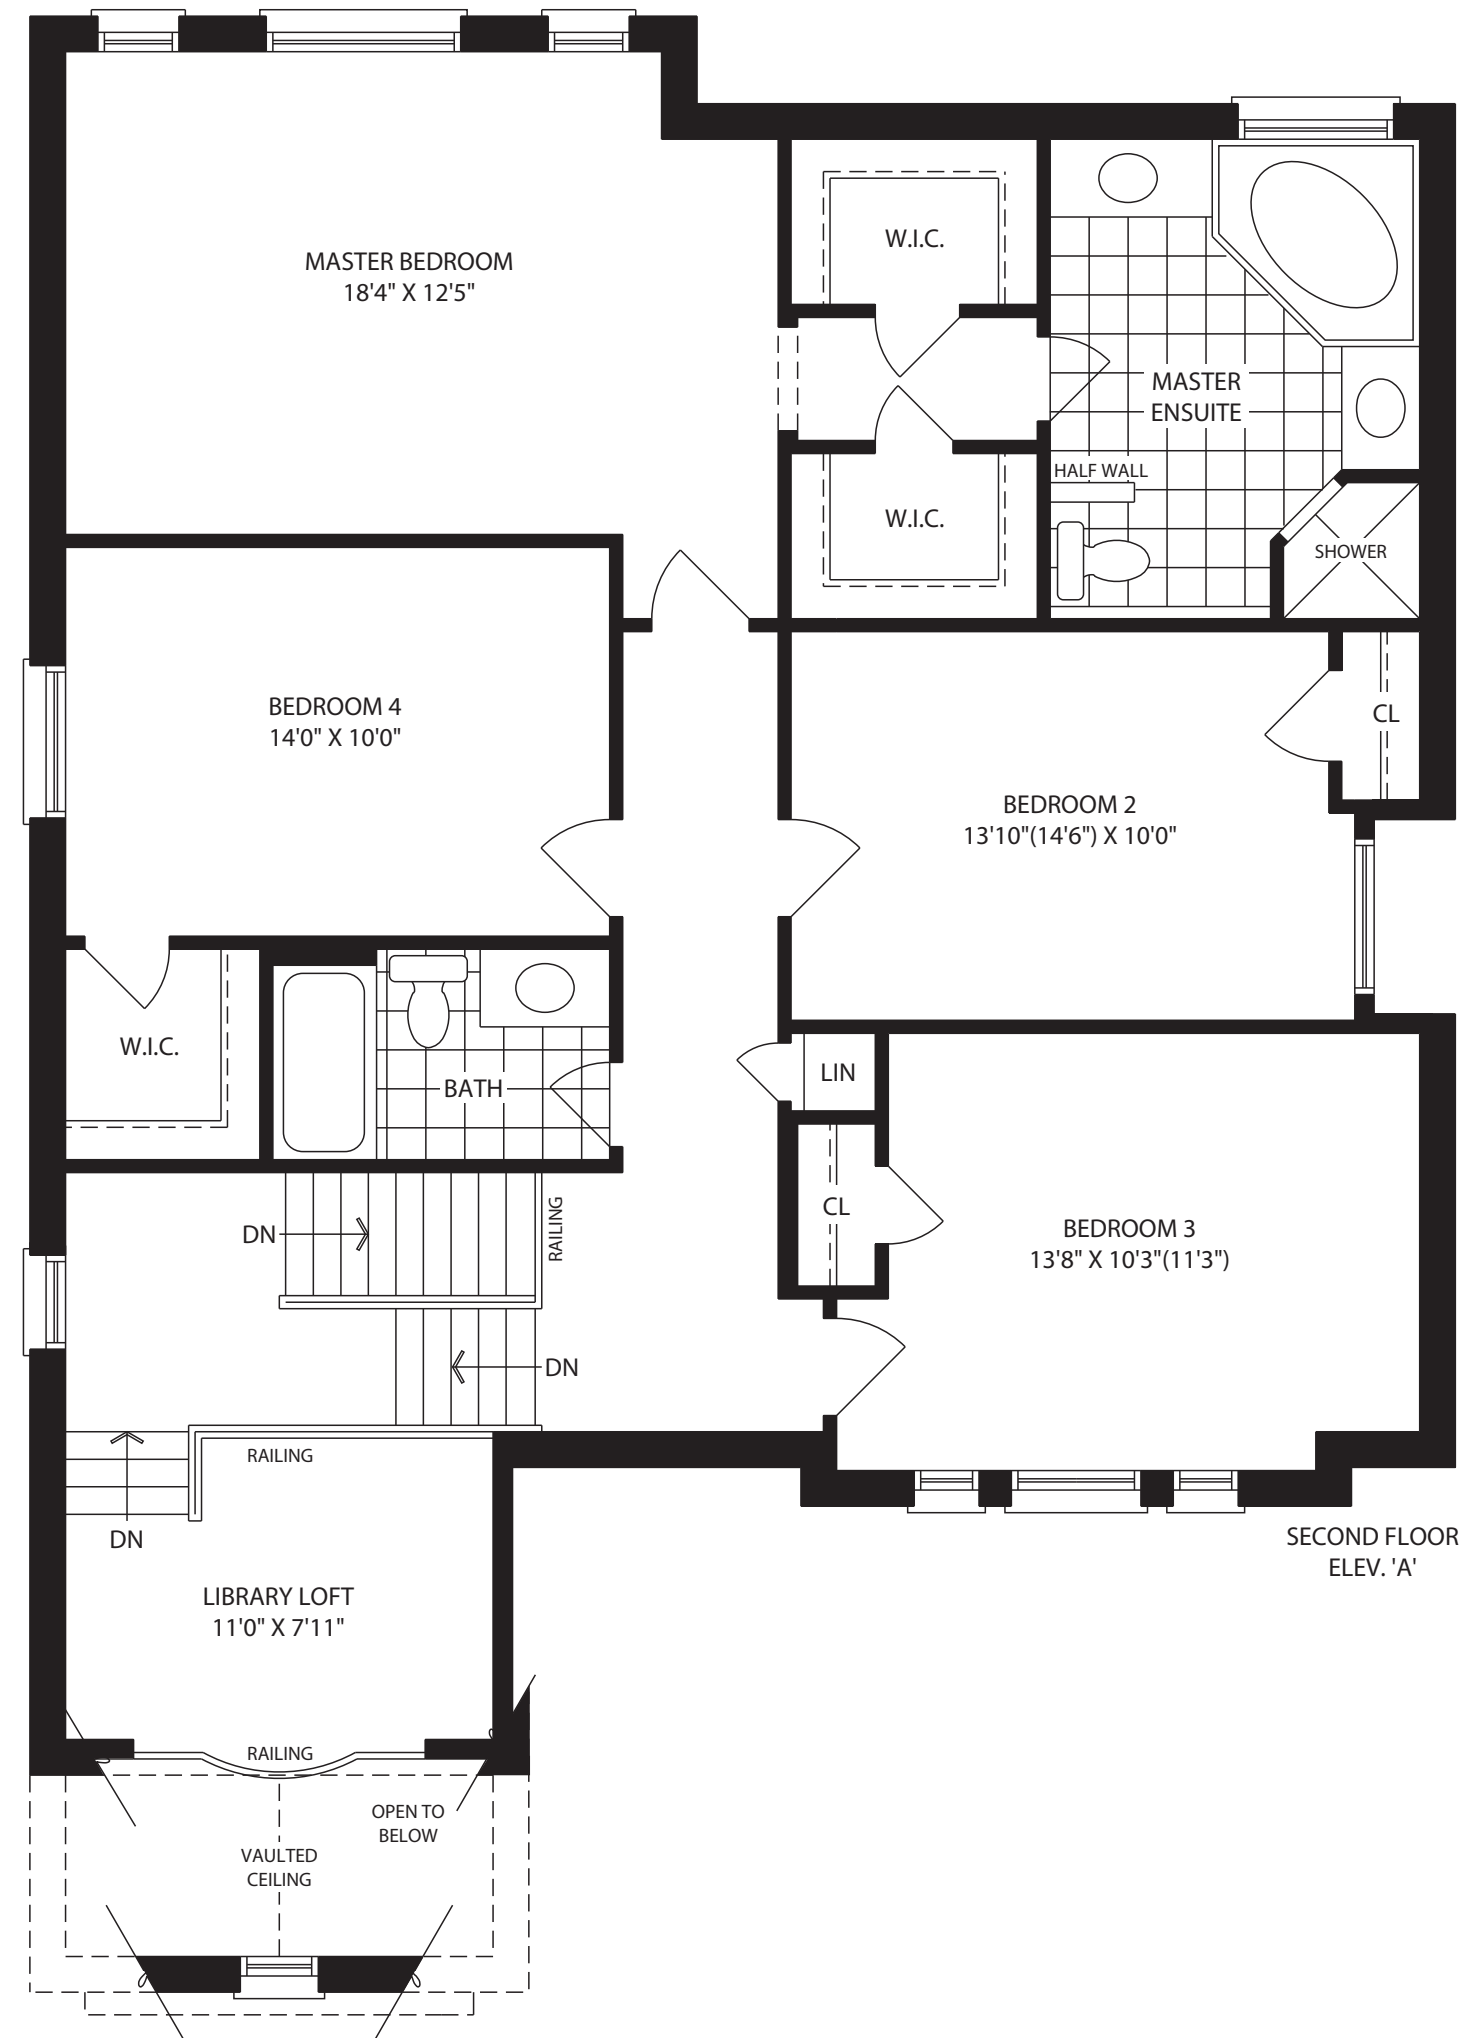 MASTER BEDROOM
18'4" X 12'5"
W.I.C.
MASTER
ENSUITE
HALF WALL
W.I.C.
SHOWER
BEDROOM 4
14'0" X 10'0"
CL
BEDROOM 2
13'10"(14'6") X 10'0"
W.I.C.
BATH
LIN
CL
BEDROOM 3
13'8" X 10'3"(11'3")
DN
RAILING
DN
RAILING
DN
SECOND FLOOR
ELEV. 'A'
LIBRARY LOFT
11'0" X 7'11"
RAILING
OPEN TO
BELOW
VAULTED
CEILING